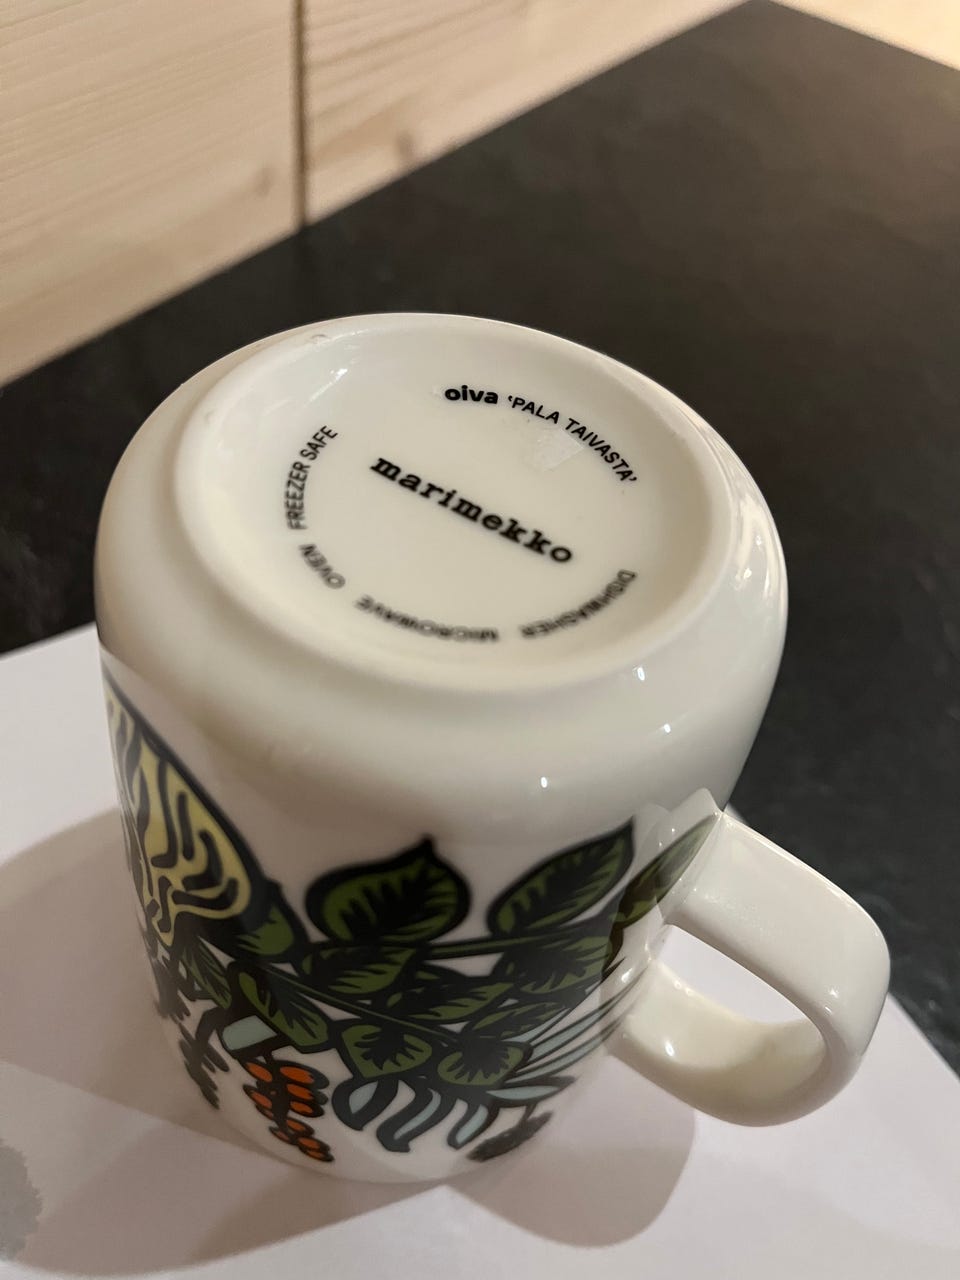 oiva 'PALA TAIVASTA'
marimekko
DISHWASHER MICROWAVE OVEN FREEZER SAFE